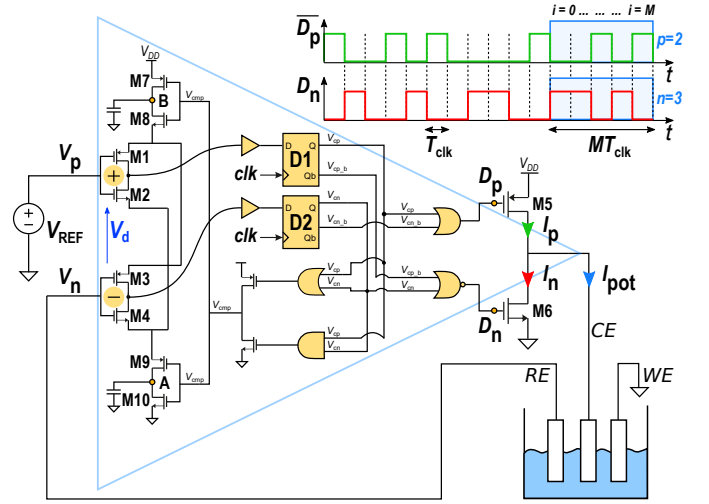 i = 0 ... ... i = M
Dp
p=2
t
Dn
n=3
t
Tclk
MTclk
VDD
M7
B
Vcmp
M8
Vp
M1
+
M2
VREF
Vd
Vn
M3
−
M4
M9
A
Vcmp
M10
D Q
D1
clk
Qb
Vcp
Vcp_b
Vcn
D Q
D2
clk
Qb
Vcn_b
Vcp
Vcn_b
Vcmp
Vcp
Vcn
Vcp
Vcn
Vcp_b
Vcn
VDD
Dp
M5
Ip
In
Ipot
Dn
M6
CE
RE
WE